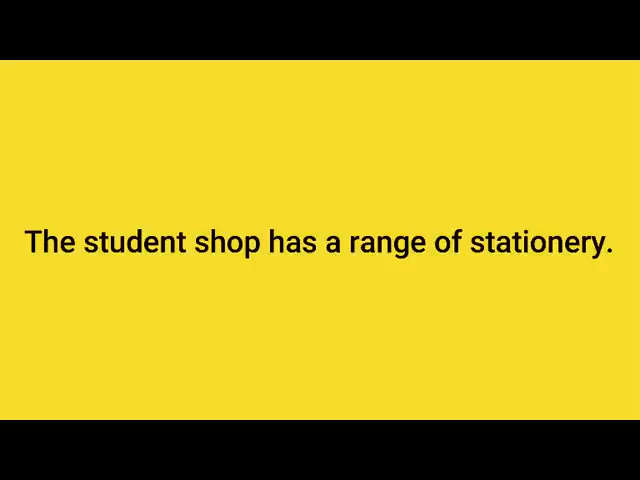 The student shop has a range of stationery.